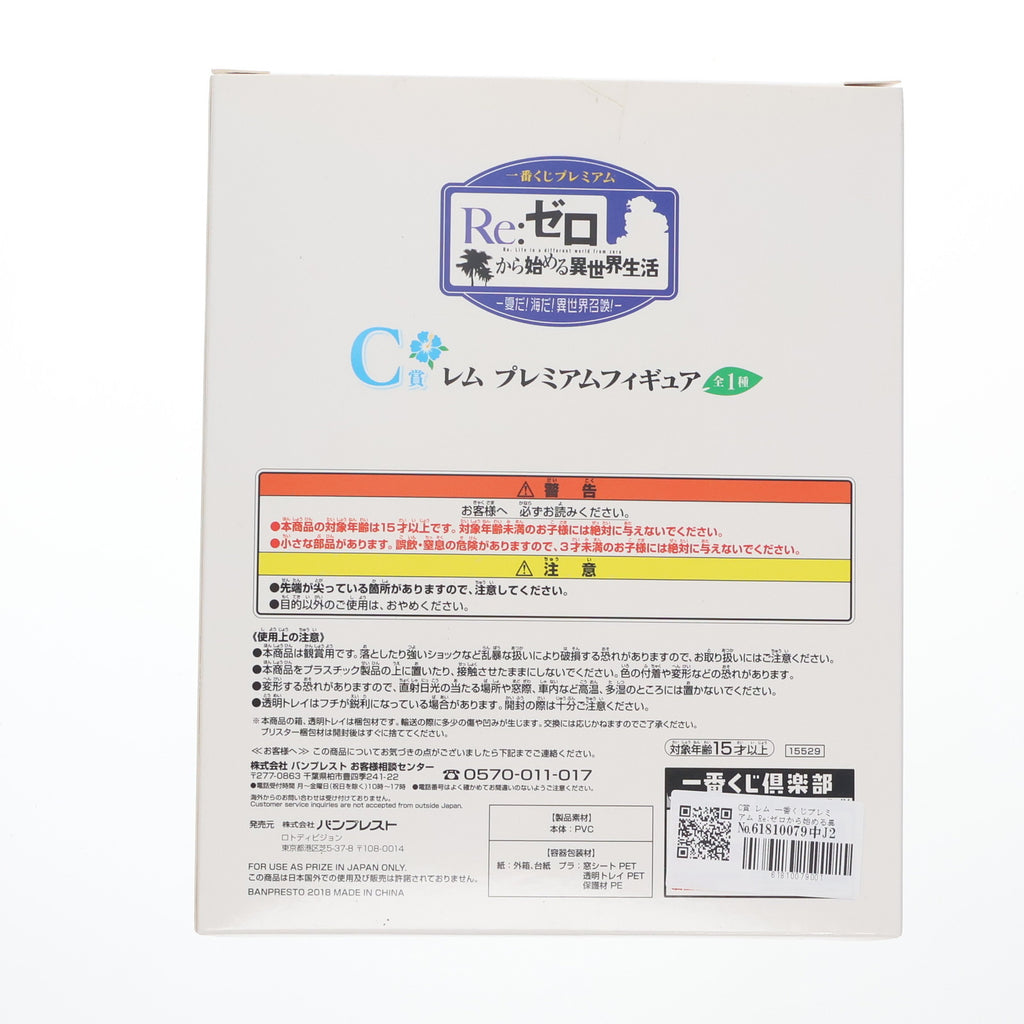 一番くじプレミアム
Re:ゼロ
Re: Life in a different world from zero
から始める異世界生活
－夏だ!海だ!異世界召喚!－
C賞 レム プレミアムフィギュア 全1種
⚠ 警告
お客様へ 必ずお読みください。
●本商品の対象年齢は15才以上です。対象年齢未満のお子様には絶対に与えないでください。
●小さな部品があります。誤飲・窒息の危険がありますので、3才未満のお子様には絶対に与えないでください。
⚠ 注意
●先端が尖っている箇所がありますので、注意してください。
●目的以外のご使用は、おやめください。
《使用上の注意》
●本商品は観賞用です。落としたり強いショックなど乱暴な扱いにより破損する恐れがありますので、お取り扱いにはご注意ください。
●本商品をプラスチック製品の上に置いたり、接触させたままにしないでください。色の付着や変形などの恐れがあります。
●変形する恐れがありますので、直射日光の当たる場所や窓際、車内など高温、多湿のところには置かないでください。
●透明トレイはフチが鋭利になっている場合があります。開封の際は十分ご注意ください。
※本商品の箱、透明トレイは梱包材です。輸送の際に多少の傷や凹みが生じます。交換には応じかねますのでご了承ください。
ブリスター梱包材は開封後はすぐに捨ててください。
≪お客様へ≫ この商品についてお気づきの点がございましたら下記までご連絡ください。
株式会社 バンプレスト お客様相談センター
〒277-0863 千葉県柏市豊四季241-22
☎0570-011-017
●電話受付時間 月～金曜日(祝日を除く)10時～17時 ●電話番号はよく確かめてお間違いのないようご注意ください。
海外からのお問い合わせは受け付けておりません。
Customer service inquiries are not accepted from outside Japan.
対象年齢15才以上
15529
発売元 株式会社 バンプレスト
ロトディビジョン
東京都港区芝5-37-8 〒108-0014
FOR USE AS PRIZE IN JAPAN ONLY.
この商品は日本国外での使用及び販売は許諾されておりません。
BANPRESTO 2018 MADE IN CHINA
【製品素材】
本体：PVC
【容器包装材】
紙：外箱、台紙 プラ：窓シート PET
透明トレイ PET
保護材 PE
一番くじ倶楽部
C賞 レム 一番くじプレミ
アム Re:ゼロから始める異
No.61810079中J2
61810079001